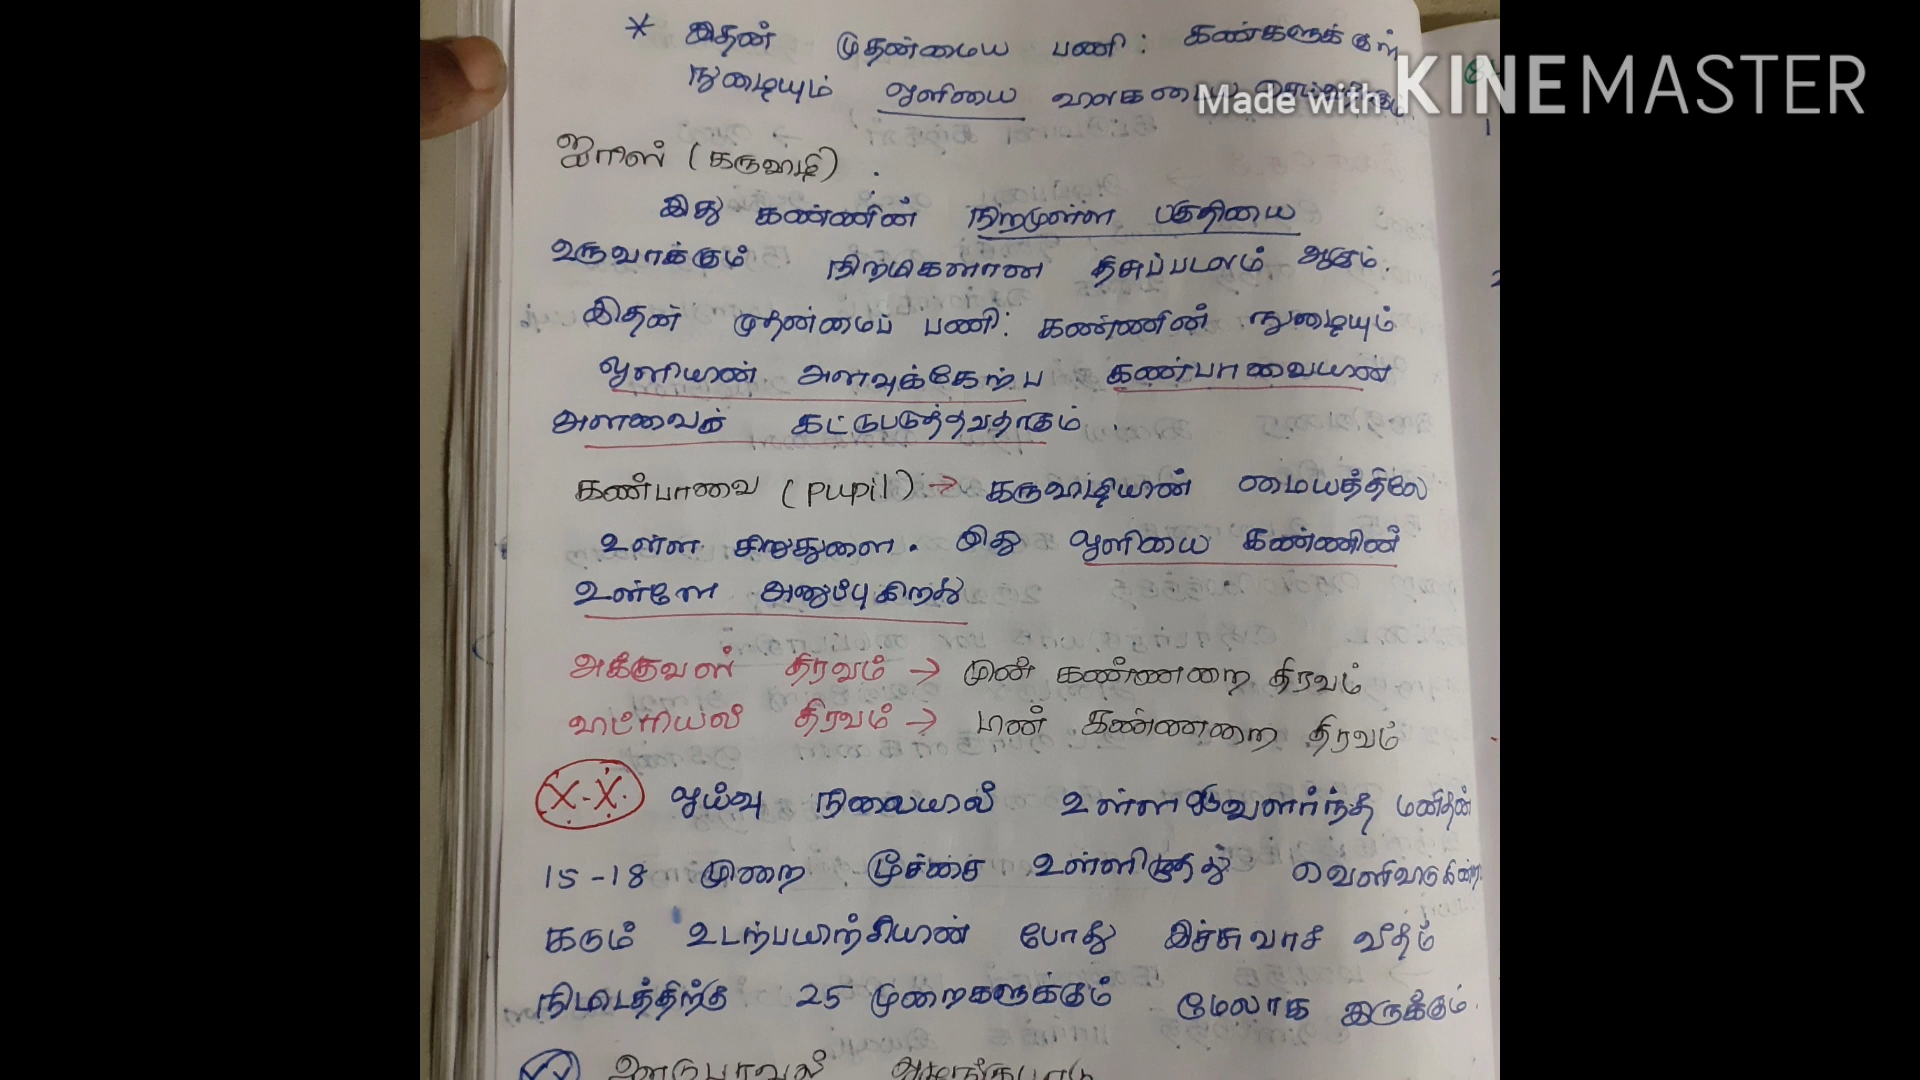 * இதன் முதன்மைய பணி: கண்களுக்குள்
நுழையும் ஒளியை
Made with KINEMASTER
ஐரிஸ் (கருவிழி).
இது கண்ணின் நிறமுள்ள பகுதியை
உருவாக்கும் நிறமிகளான தசுப்படலம் ஆகும்.
இதன் முதன்மைப் பணி: கண்ணின் நுழையும்
ஒளியின் அளவுக்கேற்ப கண்பாவையின்
அளவைக் கட்டுபடுத்தவதாகும்.
கண்பாவை (pupil) → கருவிழியின் மையத்திலே
உள்ள சிறுதுளை. இது ஒளியை கண்ணின்
உள்ளே அனுப்புகிறது
அக்குவஸ் திரவம் → முன் கண்ணறை திரவம்
விட்ரியஸ் திரவம் → பின் கண்ணறை திரவம்
X-X. ஓய்வு நிலையில் உள்ள வளர்ந்த மனிதன்
15-18 முறை மூச்சை உள்ளிழுத்து வெளிவிடுகின்ற
கடும் உடற்பயிற்சியின் போது இச்சுவாச வீதம்
நிமிடத்திற்கு 25 முறைகளுக்கும் மேலாக இருக்கும்.